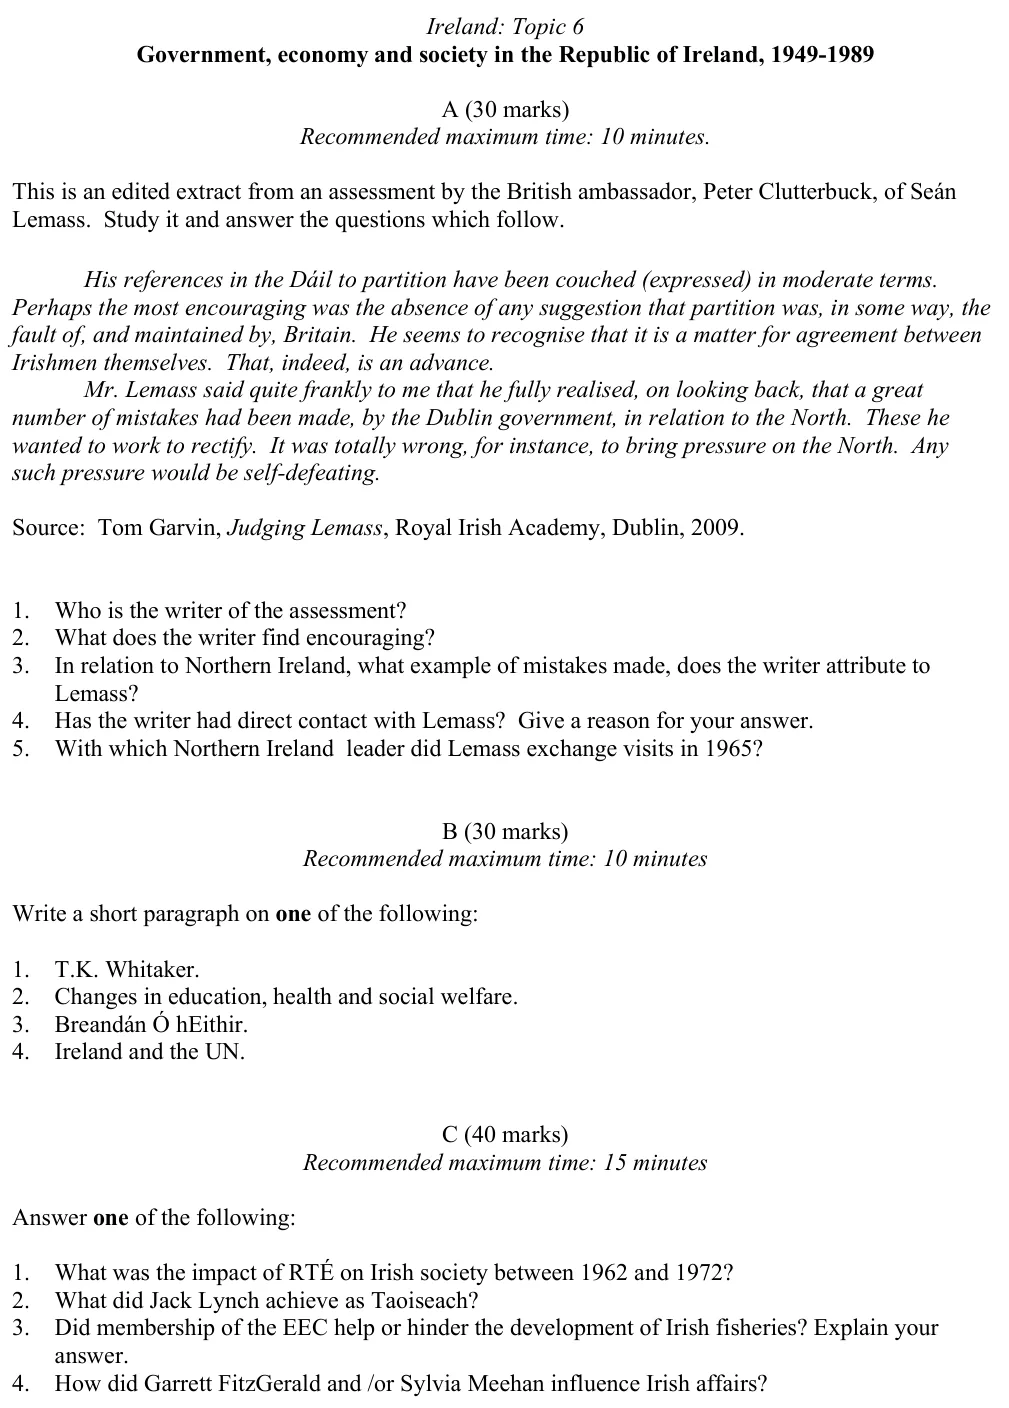 Ireland: Topic 6
Government, economy and society in the Republic of Ireland, 1949-1989
A (30 marks)
Recommended maximum time: 10 minutes.
This is an edited extract from an assessment by the British ambassador, Peter Clutterbuck, of Seán
Lemass.  Study it and answer the questions which follow.
His references in the Dáil to partition have been couched (expressed) in moderate terms.
Perhaps the most encouraging was the absence of any suggestion that partition was, in some way, the
fault of, and maintained by, Britain.  He seems to recognise that it is a matter for agreement between
Irishmen themselves.  That, indeed, is an advance.
Mr. Lemass said quite frankly to me that he fully realised, on looking back, that a great
number of mistakes had been made, by the Dublin government, in relation to the North.  These he
wanted to work to rectify.  It was totally wrong, for instance, to bring pressure on the North.  Any
such pressure would be self-defeating.
Source:  Tom Garvin, Judging Lemass, Royal Irish Academy, Dublin, 2009.
1. Who is the writer of the assessment?
2. What does the writer find encouraging?
3. In relation to Northern Ireland, what example of mistakes made, does the writer attribute to
Lemass?
4. Has the writer had direct contact with Lemass?  Give a reason for your answer.
5. With which Northern Ireland  leader did Lemass exchange visits in 1965?
B (30 marks)
Recommended maximum time: 10 minutes
Write a short paragraph on one of the following:
1. T.K. Whitaker.
2. Changes in education, health and social welfare.
3. Breandán Ó hEithir.
4. Ireland and the UN.
C (40 marks)
Recommended maximum time: 15 minutes
Answer one of the following:
1. What was the impact of RTÉ on Irish society between 1962 and 1972?
2. What did Jack Lynch achieve as Taoiseach?
3. Did membership of the EEC help or hinder the development of Irish fisheries? Explain your
answer.
4. How did Garrett FitzGerald and /or Sylvia Meehan influence Irish affairs?